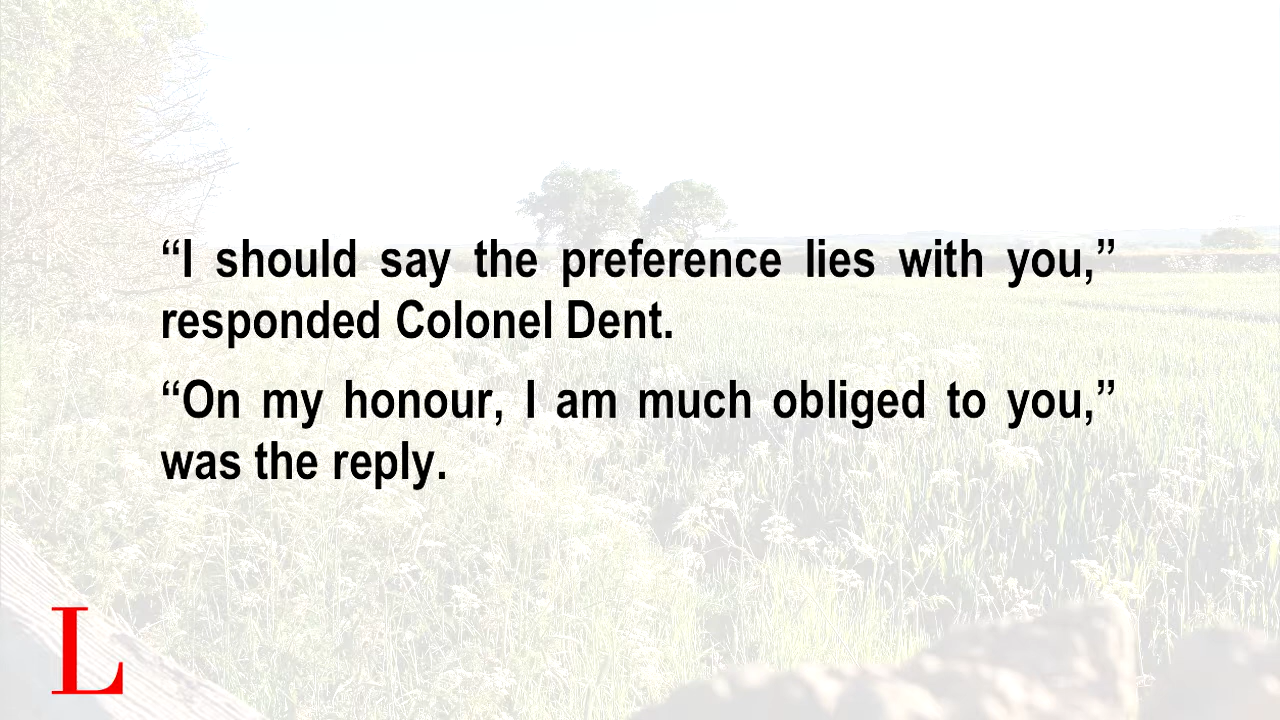 “I should say the preference lies with you,”
responded Colonel Dent.
“On my honour, I am much obliged to you,”
was the reply.
L